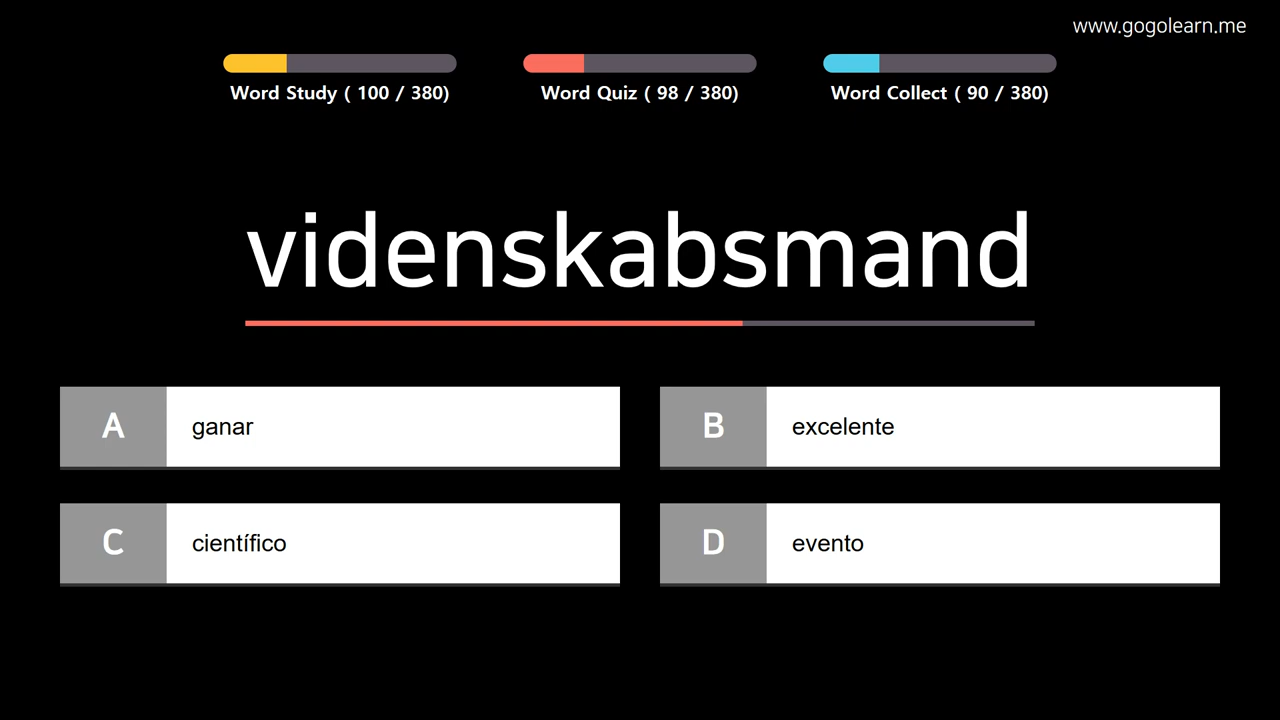 www.gogolearn.me
Word Study ( 100 / 380)
Word Quiz ( 98 / 380)
Word Collect ( 90 / 380)
videnskabsmand
A
ganar
B
excelente
C
científico
D
evento